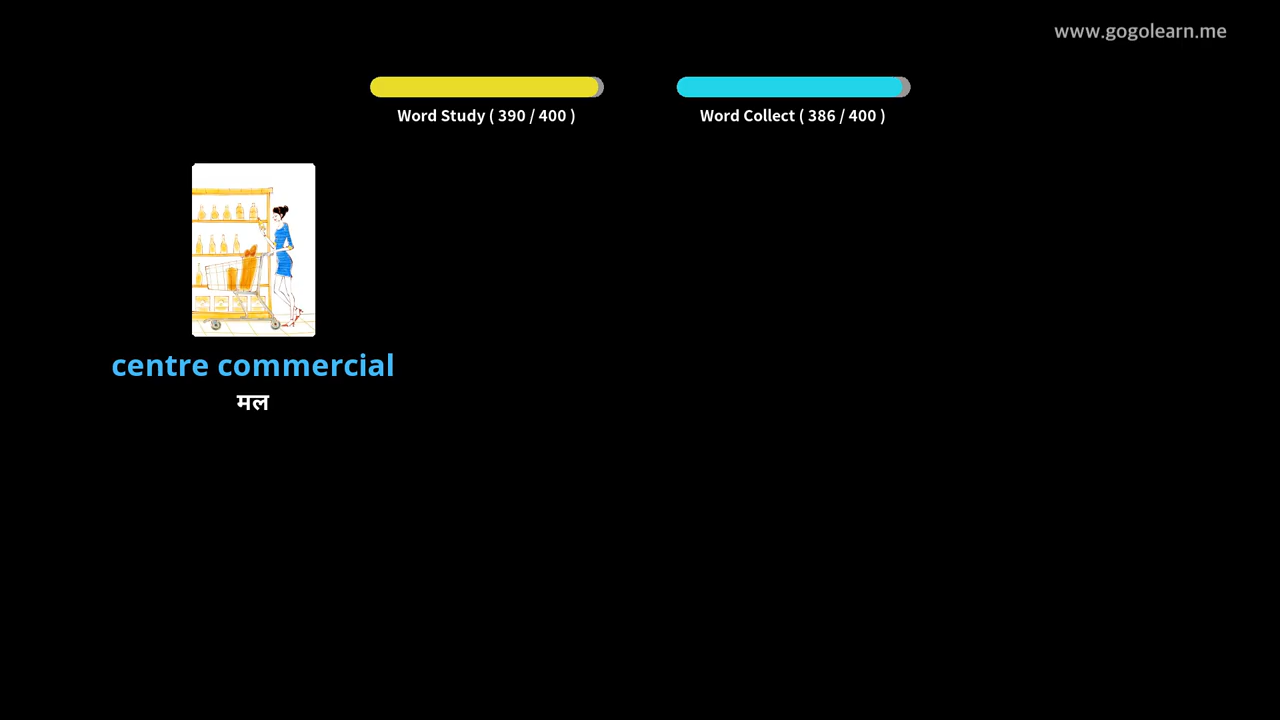 www.gogolearn.me
Word Study ( 390 / 400 )
Word Collect ( 386 / 400 )
centre commercial
मल